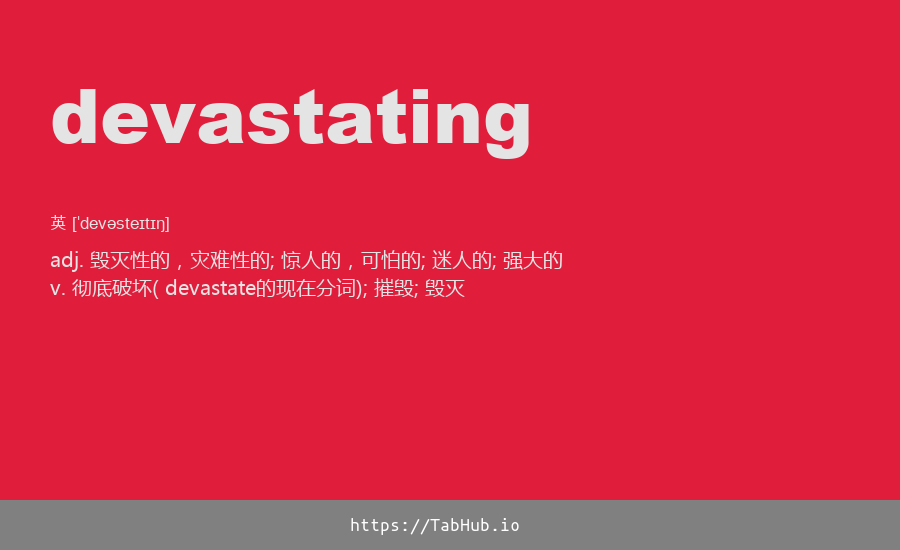 devastating
英 ['devəsteɪtɪŋ]
adj. 毁灭性的，灾难性的; 惊人的，可怕的; 迷人的; 强大的
v. 彻底破坏( devastate的现在分词); 摧毁; 毁灭
https://TabHub.io